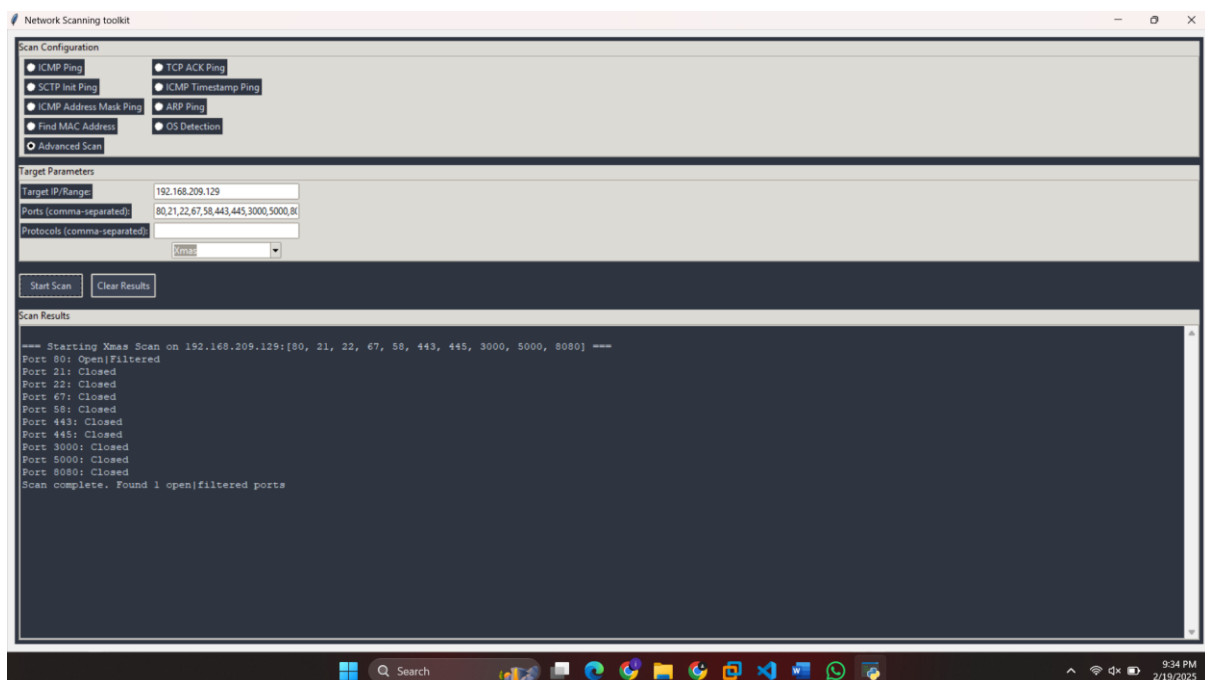 Network Scanning toolkit
Scan Configuration
ICMP Ping TCP ACK Ping
SCTP Init Ping ICMP Timestamp Ping
ICMP Address Mask Ping ARP Ping
Find MAC Address OS Detection
Advanced Scan
Target Parameters
Target IP/Range: 192.168.209.129
Ports (comma-separated): 80,21,22,67,58,443,445,3000,5000,80
Protocols (comma-separated):
Xmas
Start Scan Clear Results
Scan Results
=== Starting Xmas Scan on 192.168.209.129:[80, 21, 22, 67, 58, 443, 445, 3000, 5000, 8080] ===
Port 80: Open|Filtered
Port 21: Closed
Port 22: Closed
Port 67: Closed
Port 58: Closed
Port 443: Closed
Port 445: Closed
Port 3000: Closed
Port 5000: Closed
Port 8080: Closed
Scan complete. Found 1 open|filtered ports
Search
9:34 PM
2/19/2025